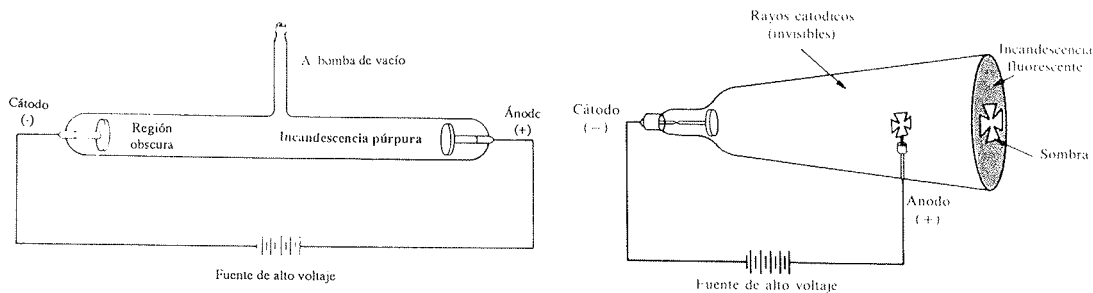 A bomba de vacío
Cátodo
(-)
Región
obscura
Incandescencia púrpura
Ánodc
(+)
Fuente de alto voltaje
Rayos catodicos
(invisibles)
Incandescencia
fluorescente
Cátodo
(−)
Sombra
Anodo
(+)
Fuente de alto voltaje